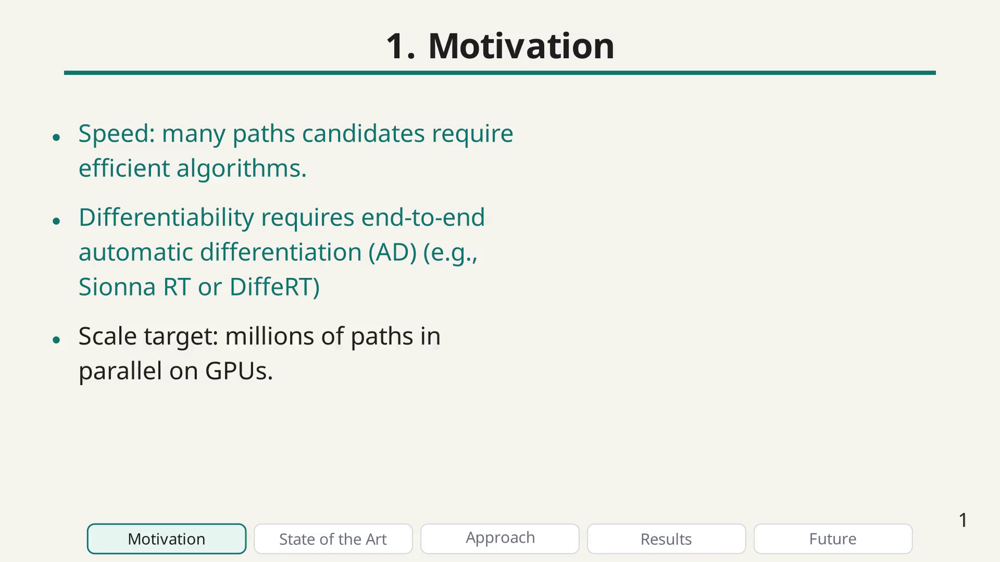 1. Motivation
• Speed: many paths candidates require
efficient algorithms.
• Differentiability requires end-to-end
automatic differentiation (AD) (e.g.,
Sionna RT or DiffeRT)
• Scale target: millions of paths in
parallel on GPUs.
1
Motivation
State of the Art
Approach
Results
Future